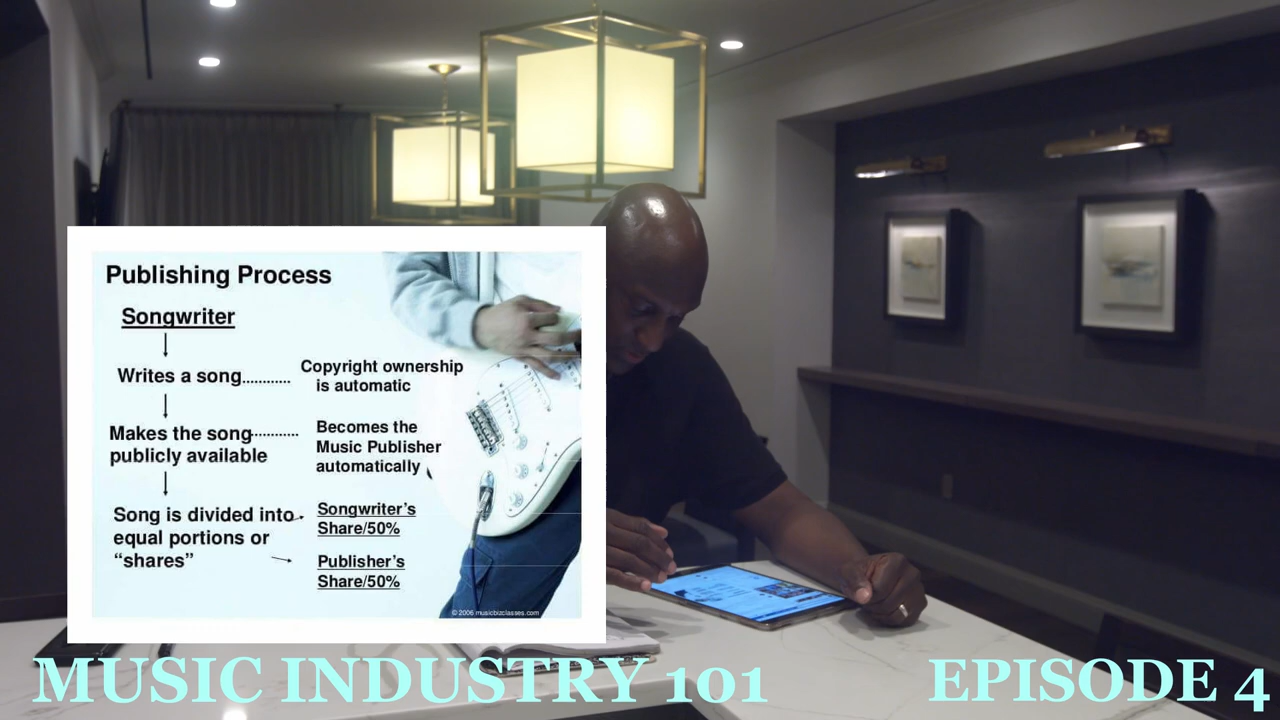 Publishing Process
Songwriter
Writes a song............
Copyright ownership
is automatic
Makes the song............
publicly available
Becomes the
Music Publisher
automatically
Song is divided into
equal portions or
“shares”
Songwriter’s
Share/50%
Publisher’s
Share/50%
© 2006 musicbizclasses.com
MUSIC INDUSTRY 101
EPISODE 4